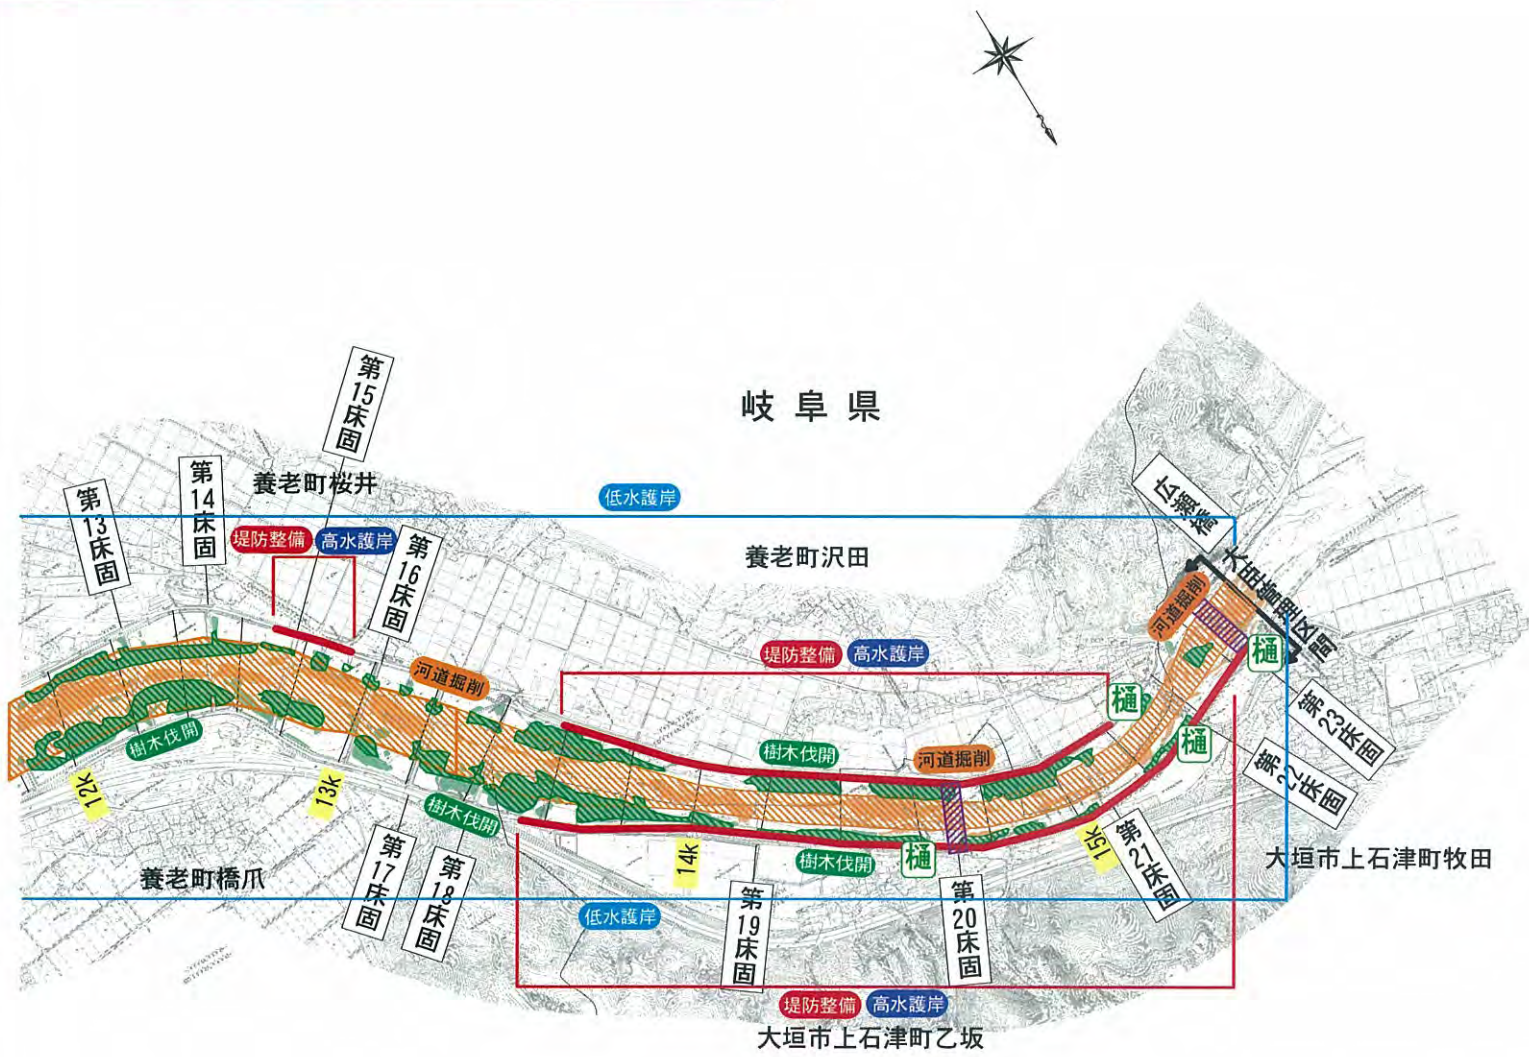 岐阜県
第15床固
養老町桜井
第14床固
第13床固
低水護岸
堤防整備
高水護岸
第16床固
広瀬橋
養老町沢田
大臣管理区間
河道掘削
堤防整備
高水護岸
樋
河道掘削
樋
第23床固
樹木伐開
樹木伐開
河道掘削
樋
第22床固
12k
13k
樹木伐開
14k
樹木伐開
樋
15k
第21床固
大垣市上石津町牧田
養老町橋爪
第17床固
第18床固
低水護岸
第19床固
第20床固
堤防整備
高水護岸
大垣市上石津町乙坂